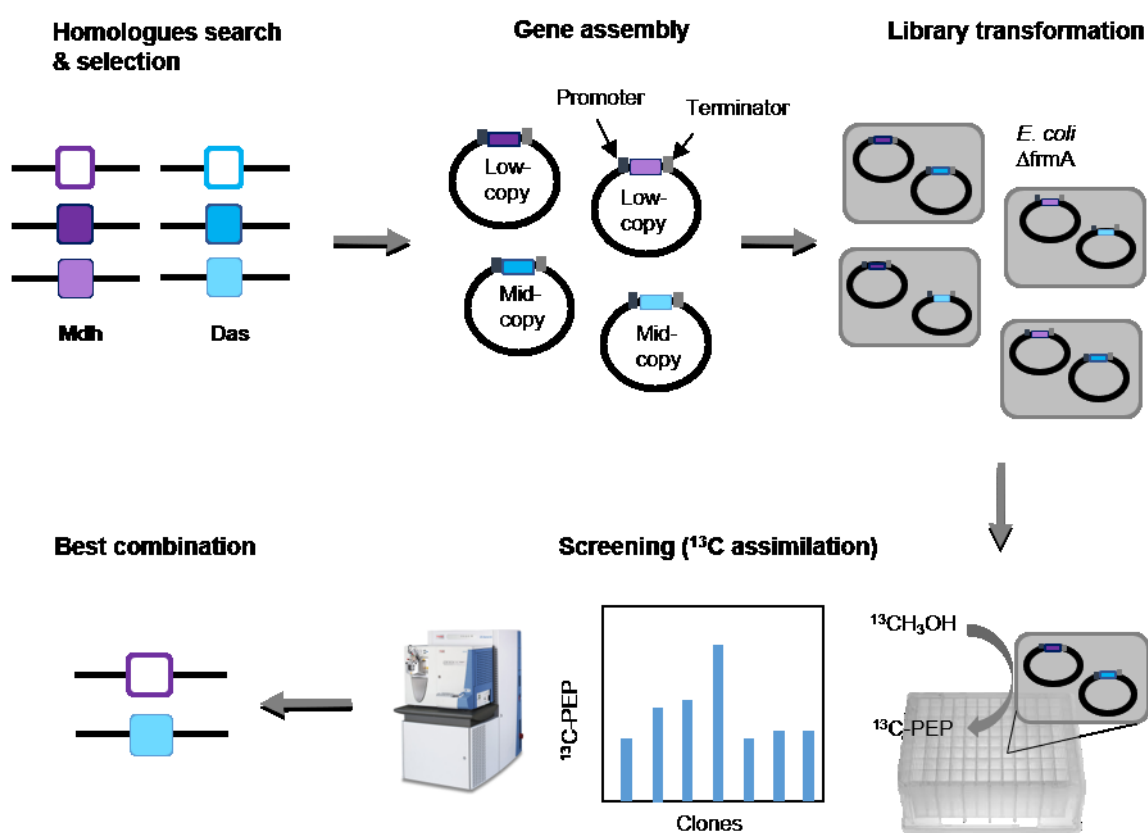 Homologues search
& selection
Gene assembly
Library transformation
Promoter
Terminator
Low-
copy
Low-
copy
Mid-
copy
Mid-
copy
E. coli
ΔfrmA
Mdh
Das
Best combination
Screening (¹³C assimilation)
¹³C-PEP
Clones
¹³CH₃OH
¹³C-PEP